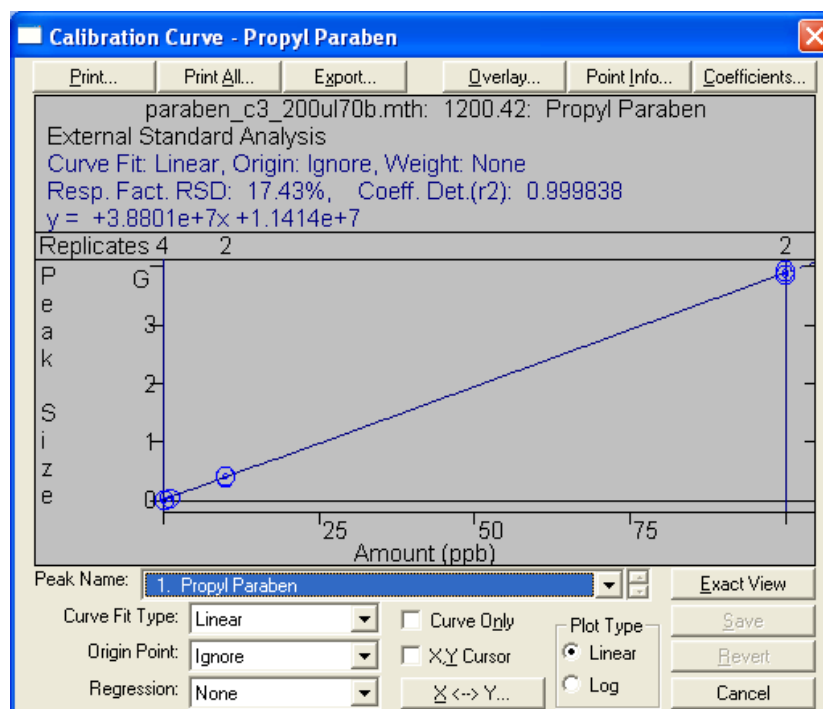 Calibration Curve - Propyl Paraben
Print... Print All... Export... Overlay... Point Info... Coefficients...
paraben_c3_200ul70b.mth: 1200.42: Propyl Paraben
External Standard Analysis
Curve Fit: Linear, Origin: Ignore, Weight: None
Resp. Fact. RSD: 17.43%, Coeff. Det.(r2): 0.999838
y = +3.8801e+7x +1.1414e+7
Replicates 4 2 2
Peak Size
G
3
2
1
0
25 50 75
Amount (ppb)
Peak Name: 1. Propyl Paraben Exact View
Curve Fit Type: Linear Curve Only Plot Type Save
Origin Point: Ignore X,Y Cursor Linear Revert
Regression: None X <--> Y... Log Cancel